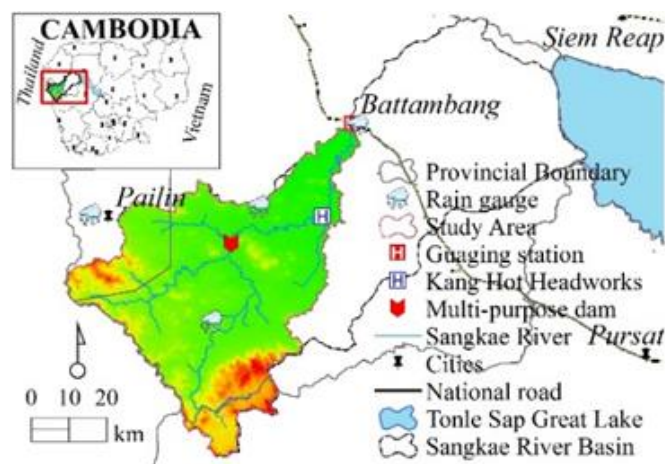 CAMBODIA
Thailand
Vietnam
Siem Reap
Battambang
Pailin
Provincial Boundary
Rain gauge
Study Area
H Guaging station
H Kang Hot Headworks
Multi-purpose dam
Sangkae River
Pursat
Cities
National road
Tonle Sap Great Lake
Sangkae River Basin
H
0 10 20
km